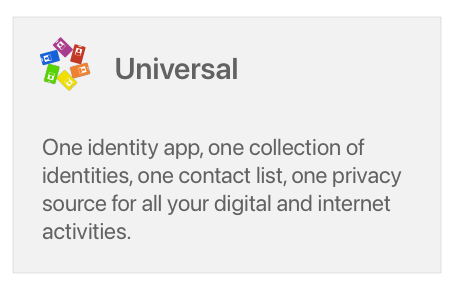 Universal
One identity app, one collection of
identities, one contact list, one privacy
source for all your digital and internet
activities.